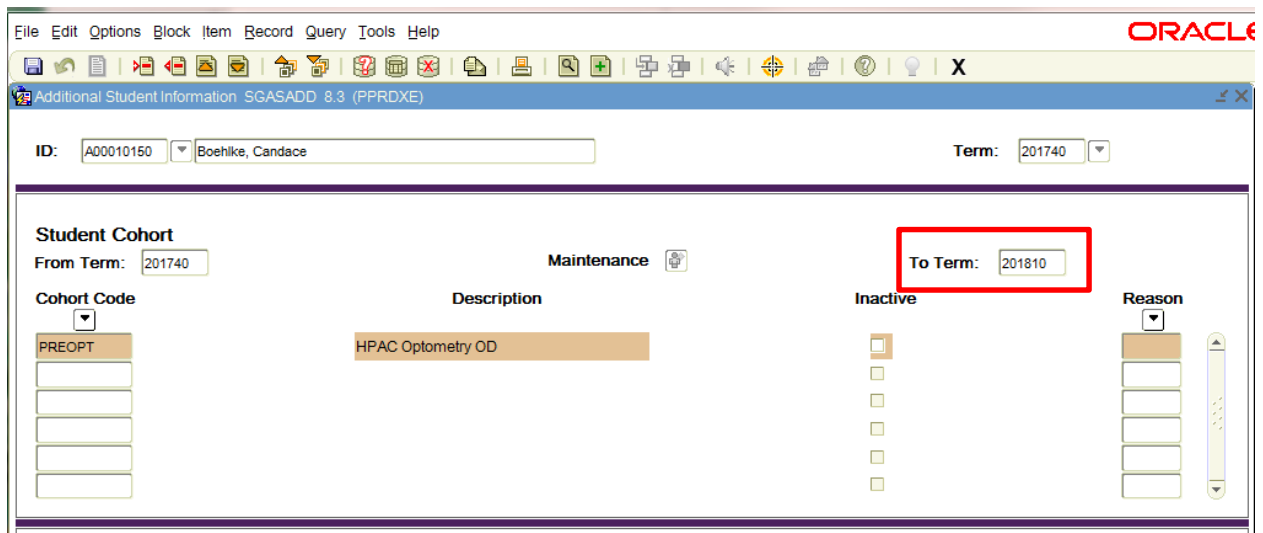 File Edit Options Block Item Record Query Tools Help
ORACLE
X
Additional Student Information SGASADD 8.3 (PPRDXE)
ID: A00010150 Boehlke, Candace Term: 201740
Student Cohort
From Term: 201740 Maintenance To Term: 201810
Cohort Code Description Inactive Reason
PREOPT HPAC Optometry OD